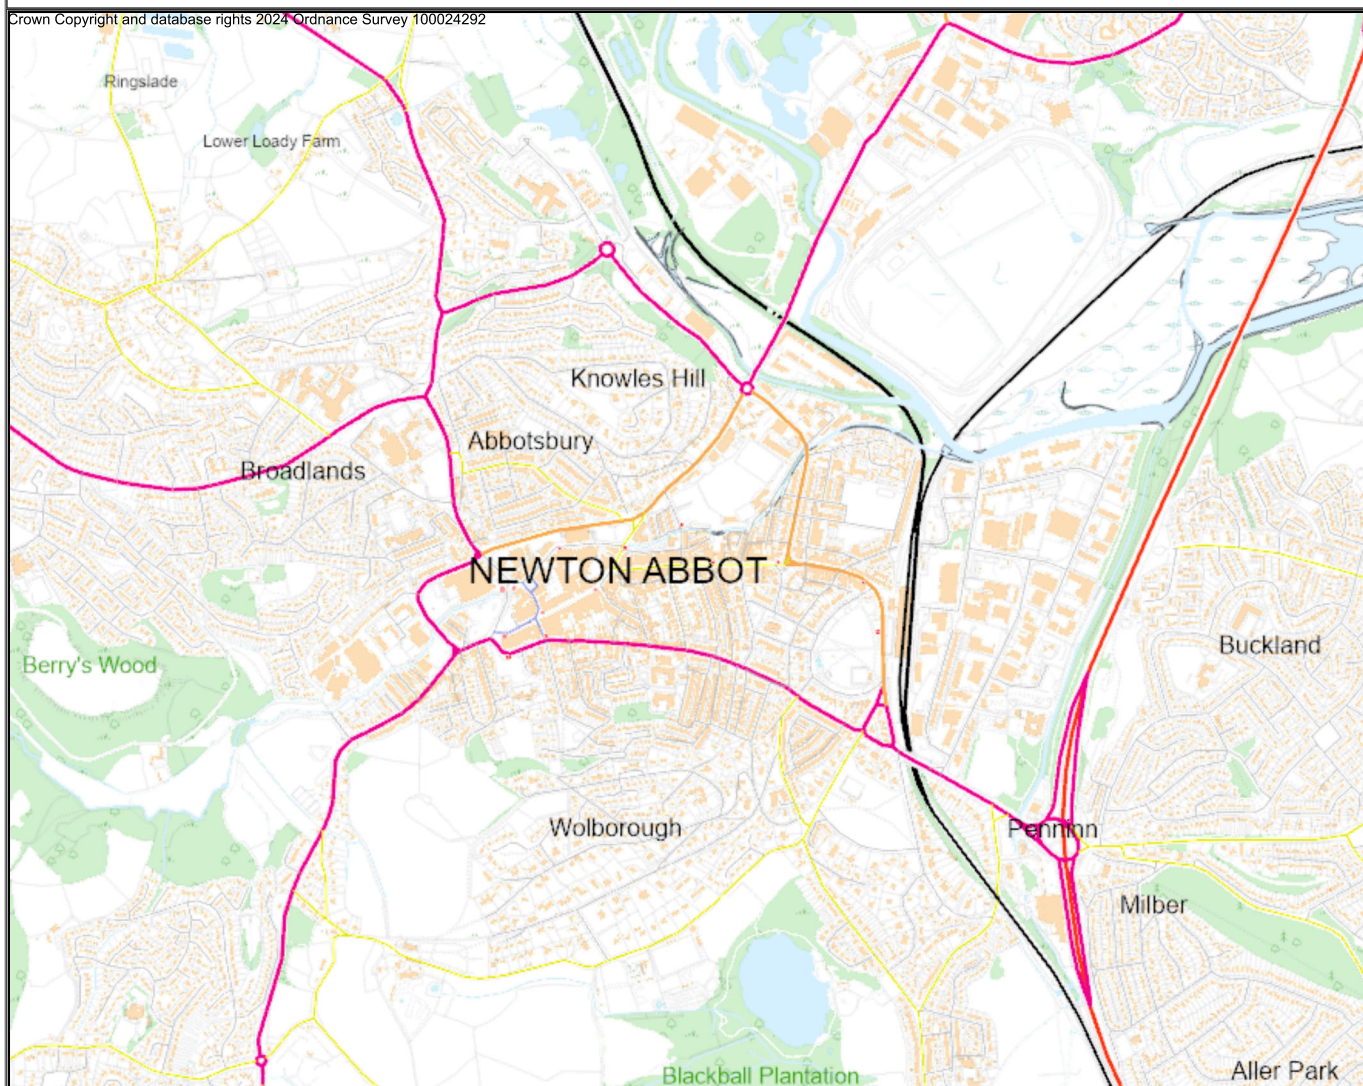 Crown Copyright and database rights 2024 Ordnance Survey 100024292
Ringslade
Lower Loady Farm
Knowles Hill
Abbotsbury
Broadlands
NEWTON ABBOT
Buckland
Berry's Wood
Wolborough
Penninn
Milber
Aller Park
Blackball Plantation